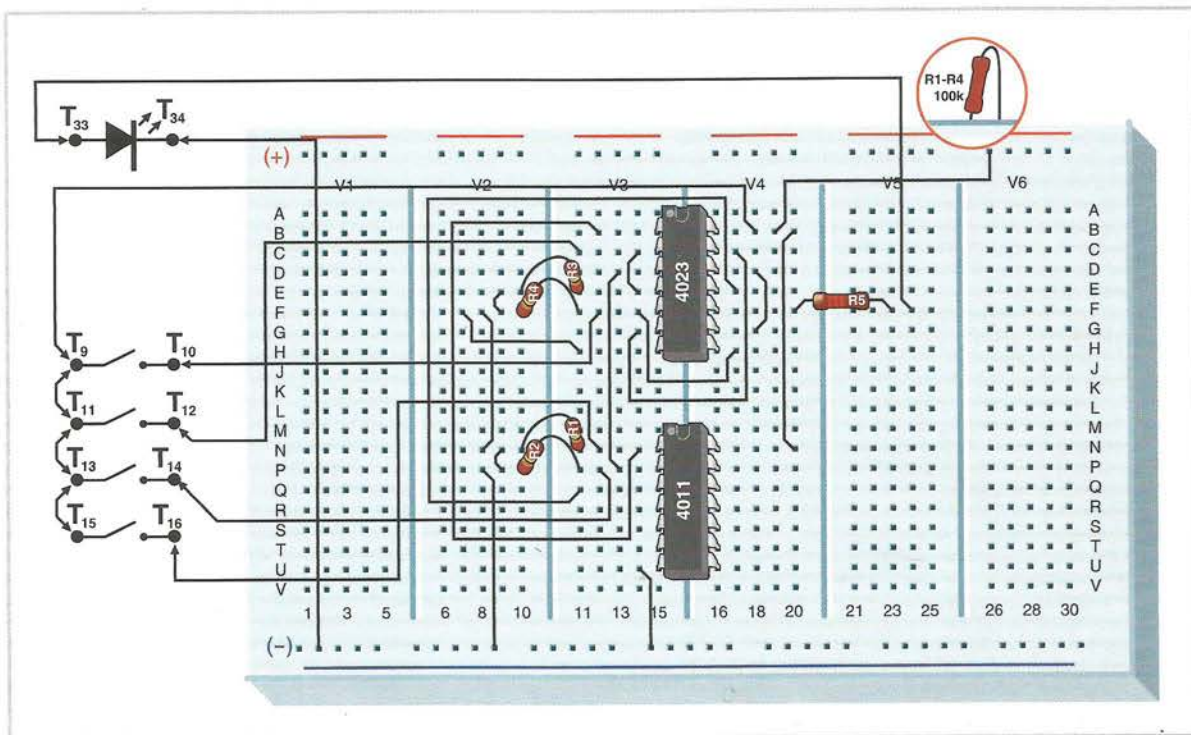 R1-R4
100k
T33
T34
(+)
V1 V2 V3 V4 V5 V6
A A
B B
C C
D D
E E
F F
G G
H H
J J
K K
L L
M M
N N
P P
Q Q
R R
S S
T T
U U
V V
R3
R4
4023
R5
T9
T10
T11
T12
R1
R2
T13
T14
4011
T15
T16
1 3 5 6 8 10 11 13 15 16 18 20 21 23 25 26 28 30
(−)